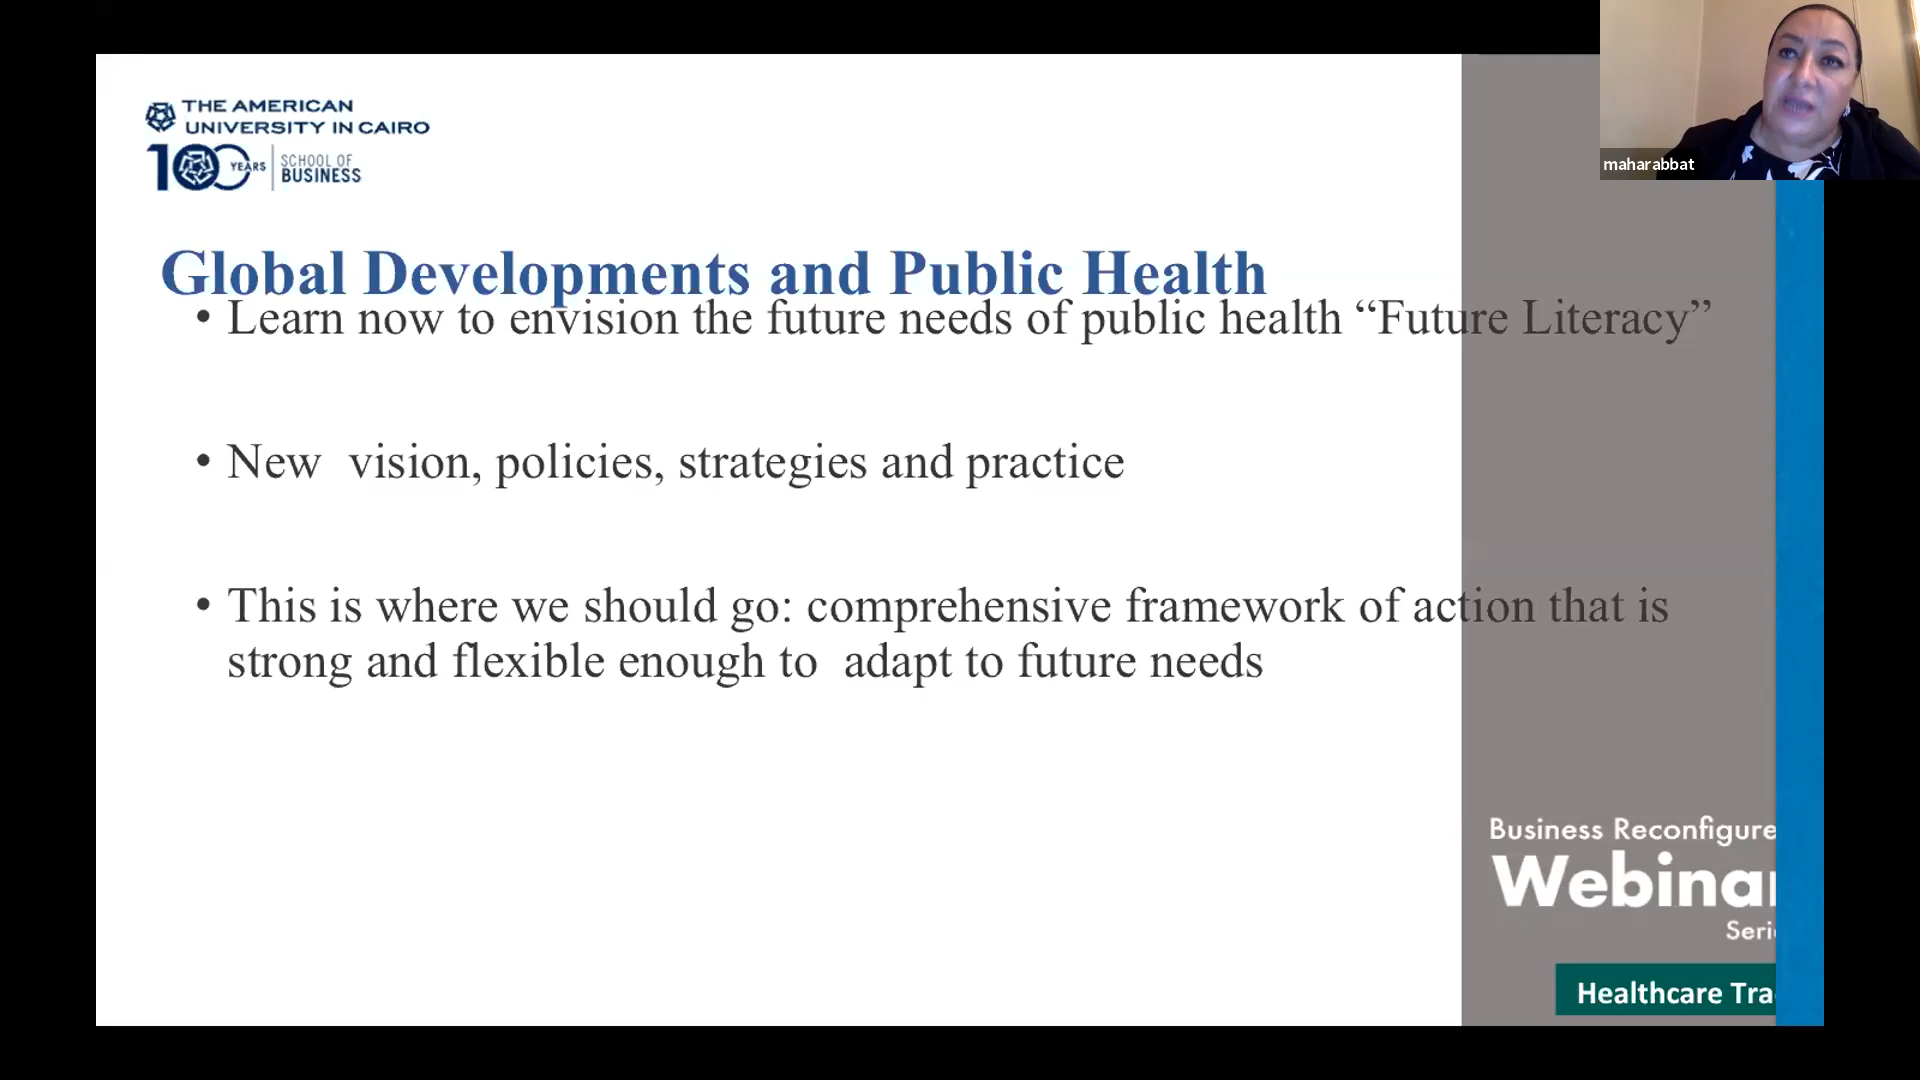 THE AMERICAN
UNIVERSITY IN CAIRO
100 YEARS
SCHOOL OF
BUSINESS
maharabbat
Global Developments and Public Health
• Learn now to envision the future needs of public health “Future Literacy”
• New vision, policies, strategies and practice
• This is where we should go: comprehensive framework of action that is
strong and flexible enough to adapt to future needs
Business Reconfigure
Webinar
Seri
Healthcare Tra